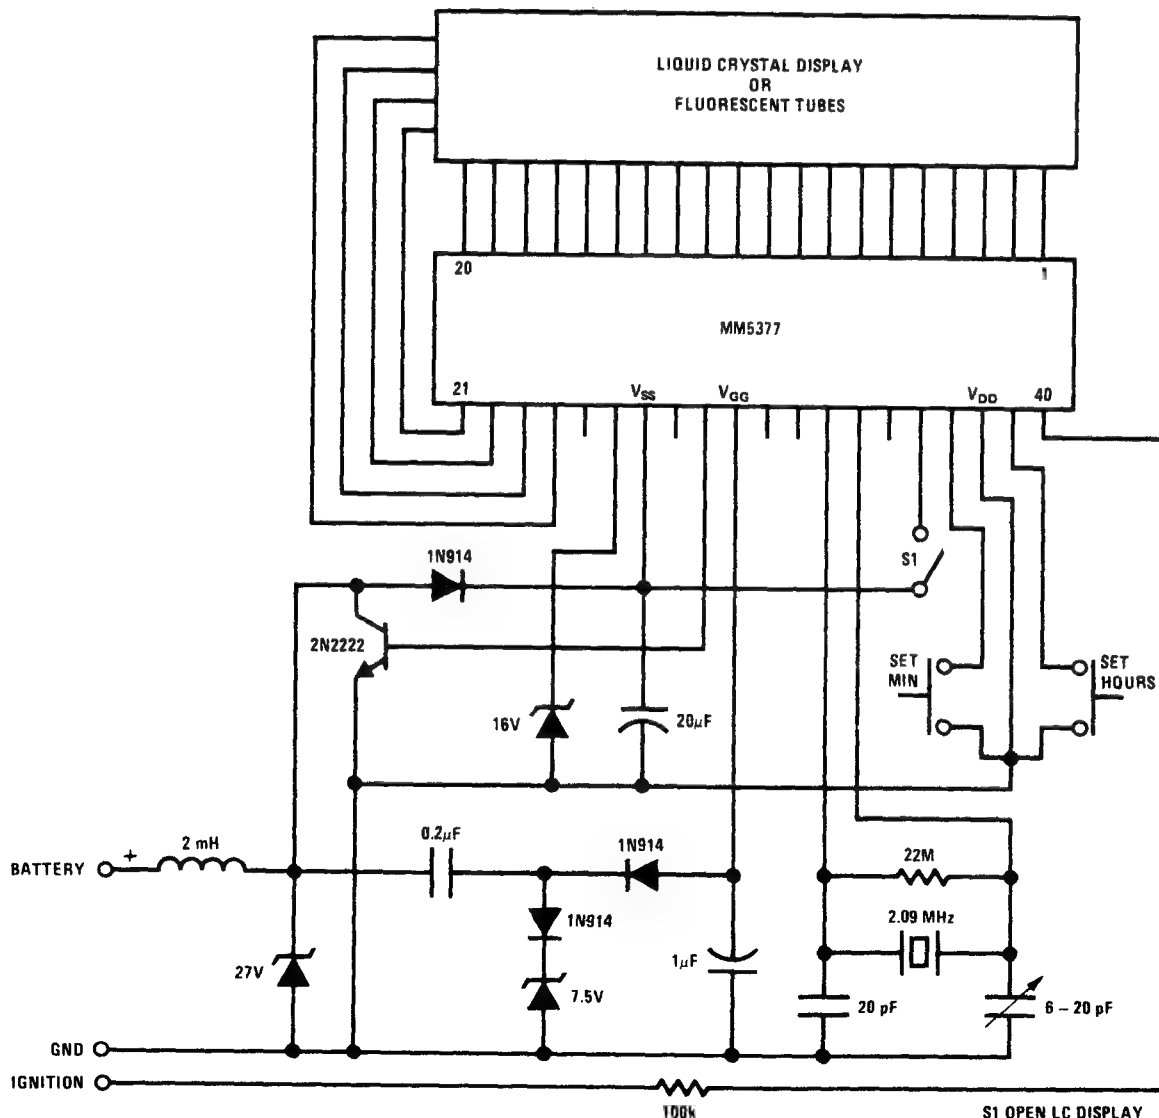 LIQUID CRYSTAL DISPLAY
OR
FLUORESCENT TUBES
20
1
MM5377
21
VSS
VGG
VDD
40
1N914
S1
2N2222
SET
MIN
SET
HOURS
16V
20μF
0.2μF
1N914
2 mH
+
BATTERY
22M
1N914
2.09 MHz
27V
7.5V
1μF
20 pF
6 – 20 pF
GND
IGNITION
100k
S1 OPEN LC DISPLAY